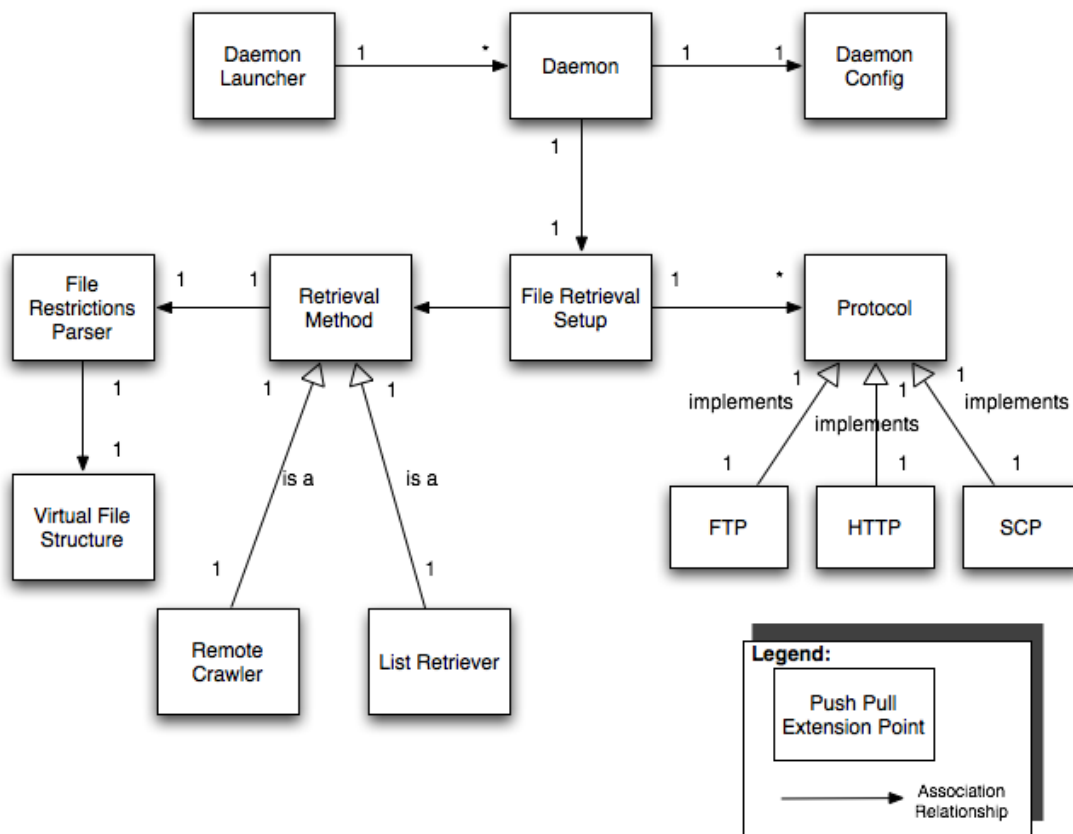 Daemon
Launcher
1
*
Daemon
1
1
Daemon
Config
1
1
File
Restrictions
Parser
1
1
Retrieval
Method
File Retrieval
Setup
1
*
Protocol
1
1
1
1
1
1
1
implements
implements
implements
1
is a
is a
1
1
1
Virtual File
Structure
FTP
HTTP
SCP
1
1
Remote
Crawler
List Retriever
Legend:
Push Pull
Extension Point
Association
Relationship